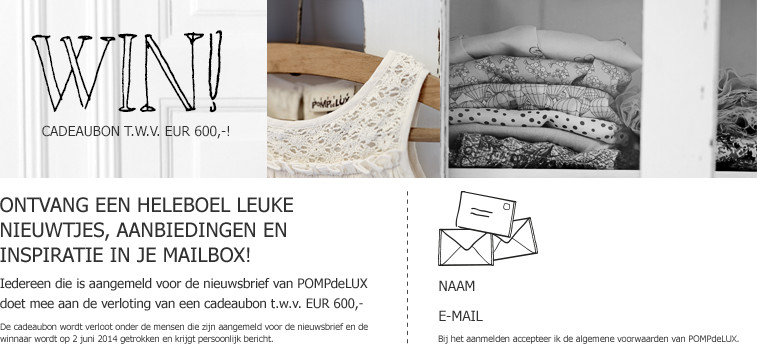 WIN!
CADEAUBON T.W.V. EUR 600,-!
POMPdeLUX
ONTVANG EEN HELEBOEL LEUKE
NIEUWTJES, AANBIEDINGEN EN
INSPIRATIE IN JE MAILBOX!
Iedereen die is aangemeld voor de nieuwsbrief van POMPdeLUX
doet mee aan de verloting van een cadeaubon t.w.v. EUR 600,-
De cadeaubon wordt verloot onder de mensen die zijn aangemeld voor de nieuwsbrief en de
winnaar wordt op 2 juni 2014 getrokken en krijgt persoonlijk bericht.
NAAM
E-MAIL
Bij het aanmelden accepteer ik de algemene voorwaarden van POMPdeLUX.